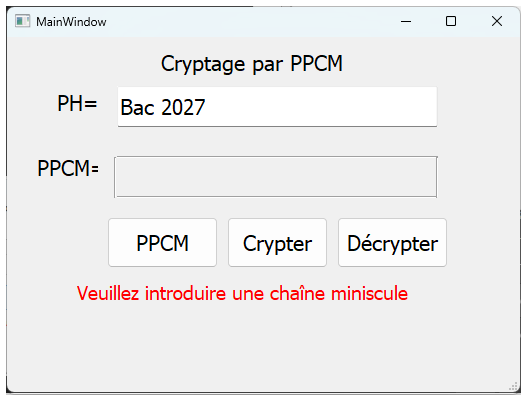 MainWindow
Cryptage par PPCM
PH= Bac 2027
PPCM=
PPCM Crypter Décrypter
Veuillez introduire une chaîne miniscule